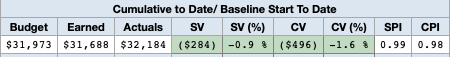 Cumulative to Date/ Baseline Start To Date
Budget Earned Actuals SV SV (%) CV CV (%) SPI CPI
$31,973 $31,688 $32,184 ($284) -0.9 % ($496) -1.6 % 0.99 0.98